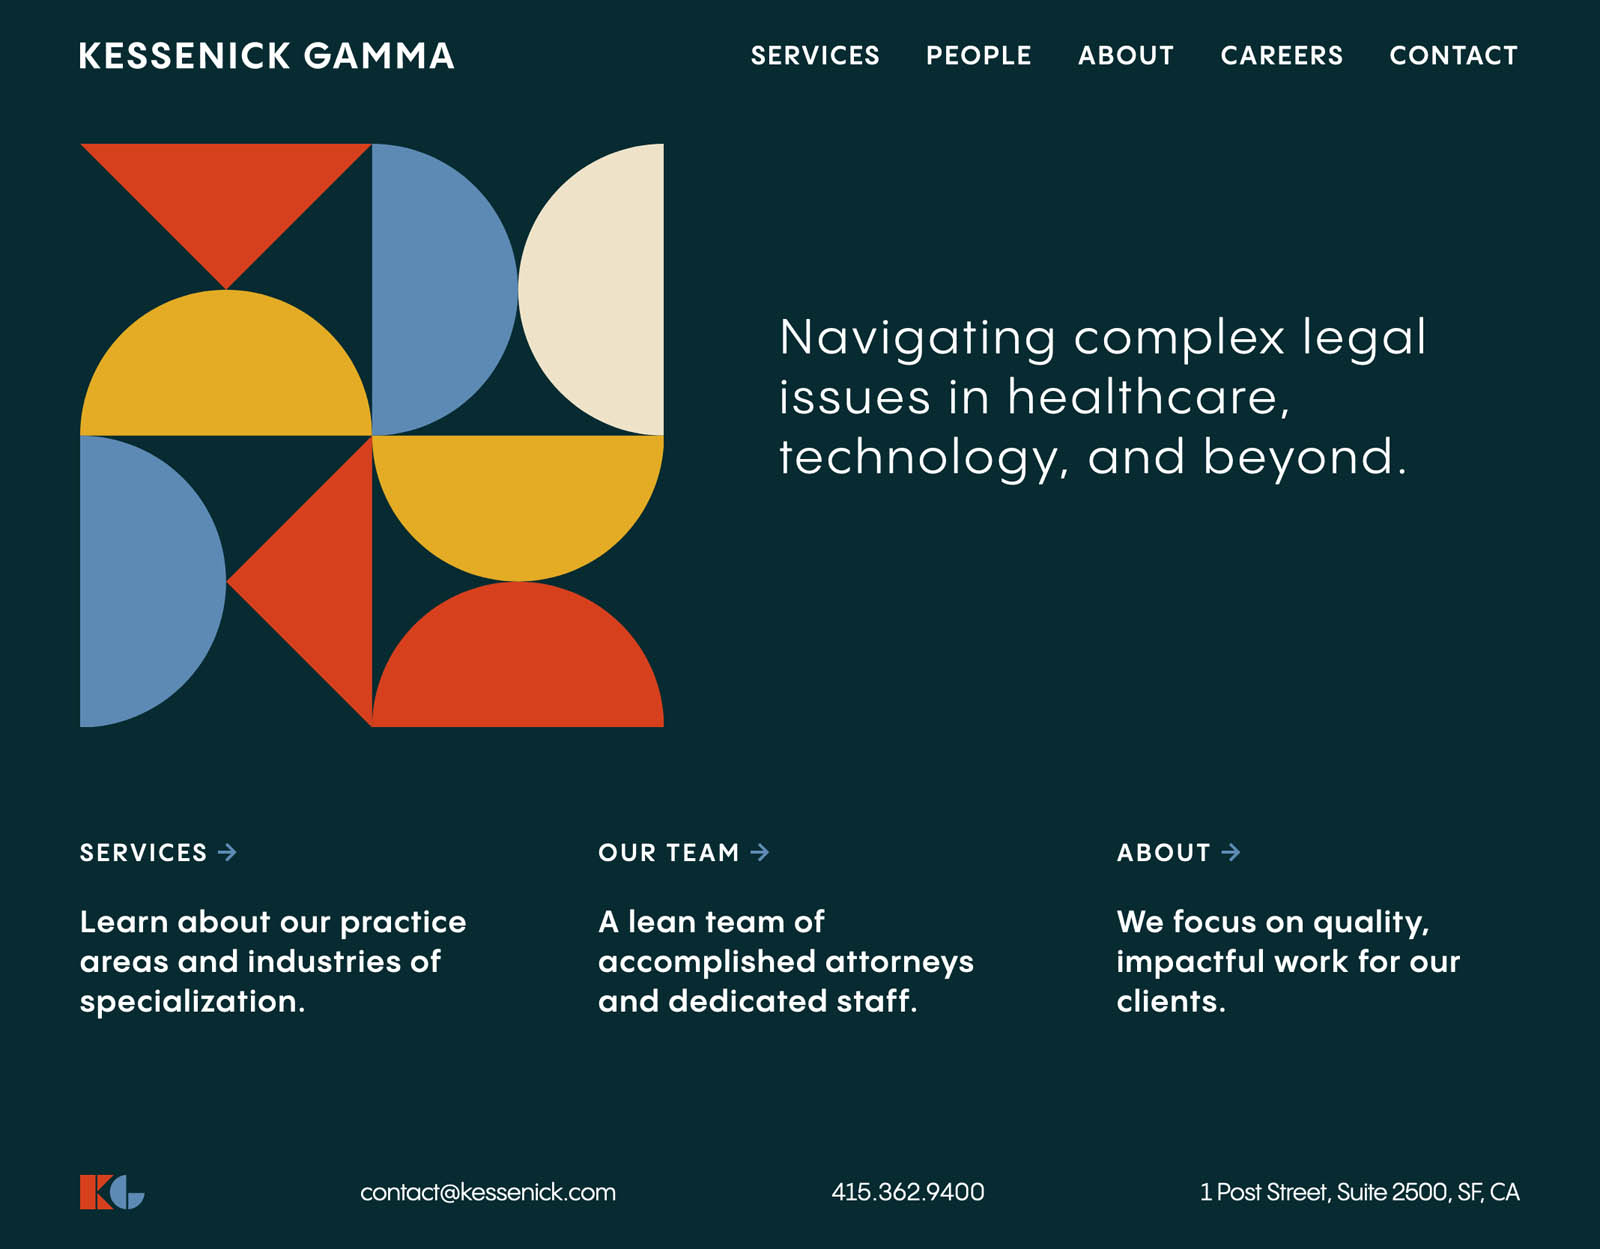 KESSENICK GAMMA
SERVICES PEOPLE ABOUT CAREERS CONTACT
Navigating complex legal
issues in healthcare,
technology, and beyond.
SERVICES →
Learn about our practice
areas and industries of
specialization.
OUR TEAM →
A lean team of
accomplished attorneys
and dedicated staff.
ABOUT →
We focus on quality,
impactful work for our
clients.
KG
contact@kessenick.com
415.362.9400
1 Post Street, Suite 2500, SF, CA